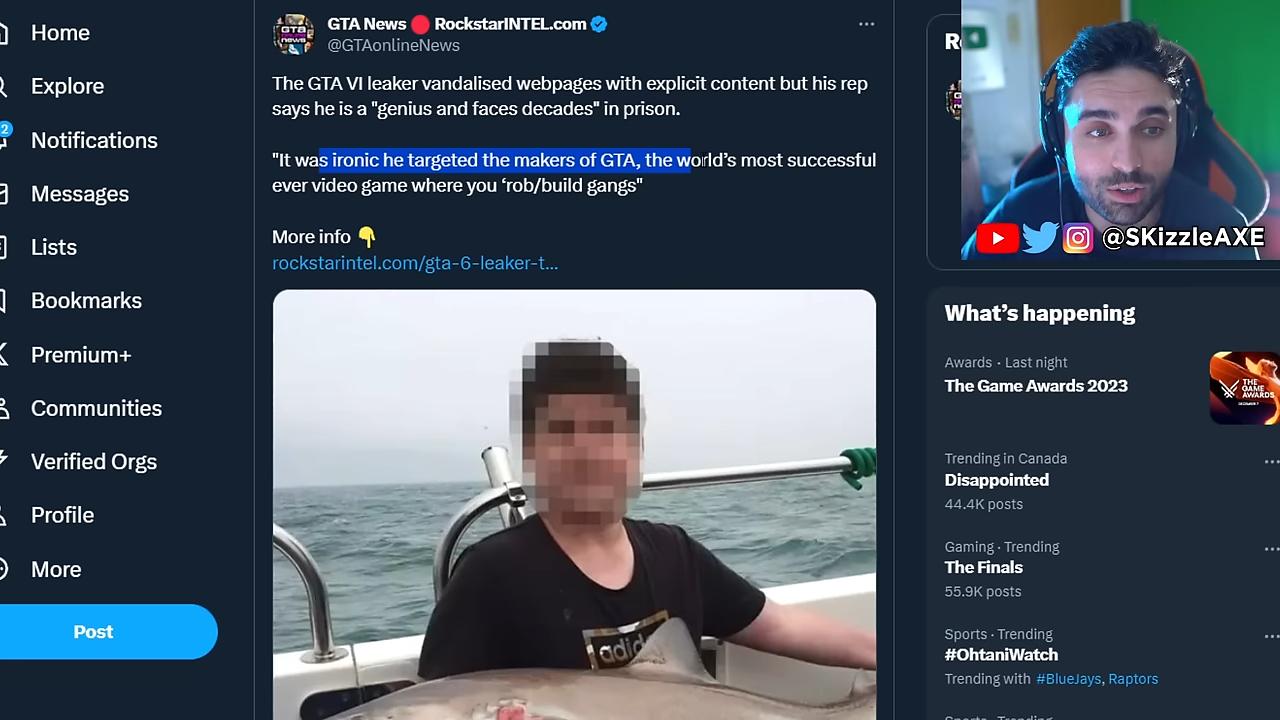 Home
Explore
2
Notifications
Messages
Lists
Bookmarks
Premium+
Communities
Verified Orgs
Profile
More
Post
GTA News 🔴 RockstarINTEL.com
@GTAonlineNews
The GTA VI leaker vandalised webpages with explicit content but his rep
says he is a "genius and faces decades" in prison.
"It was ironic he targeted the makers of GTA, the world’s most successful
ever video game where you ‘rob/build gangs"
More info 👇
rockstarintel.com/gta-6-leaker-t...
adid
@SKizzleAXE
What’s happening
Awards · Last night
The Game Awards 2023
THE
GAME
AWARDS
Trending in Canada
Disappointed
44.4K posts
Gaming · Trending
The Finals
55.9K posts
Sports · Trending
#OhtaniWatch
Trending with #BlueJays, Raptors